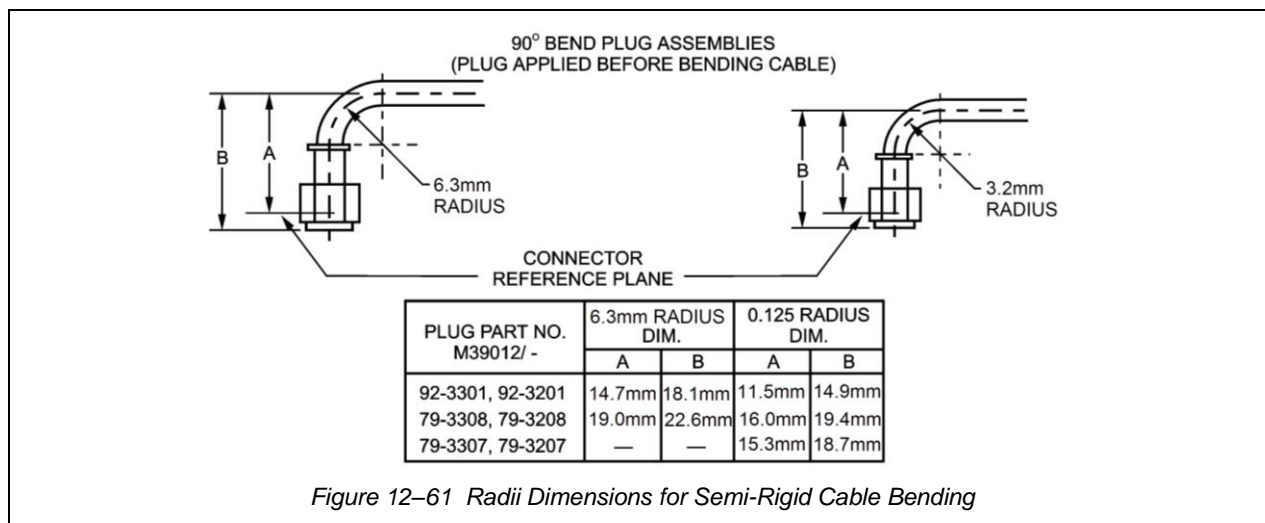 90° BEND PLUG ASSEMBLIES
(PLUG APPLIED BEFORE BENDING CABLE)
B
A
6.3mm
RADIUS
B
A
3.2mm
RADIUS
CONNECTOR
REFERENCE PLANE
PLUG PART NO.
M39012/ -
6.3mm RADIUS
DIM.
0.125 RADIUS
DIM.
A B A B
92-3301, 92-3201 14.7mm 18.1mm 11.5mm 14.9mm
79-3308, 79-3208 19.0mm 22.6mm 16.0mm 19.4mm
79-3307, 79-3207 — — 15.3mm 18.7mm
Figure 12–61 Radii Dimensions for Semi-Rigid Cable Bending